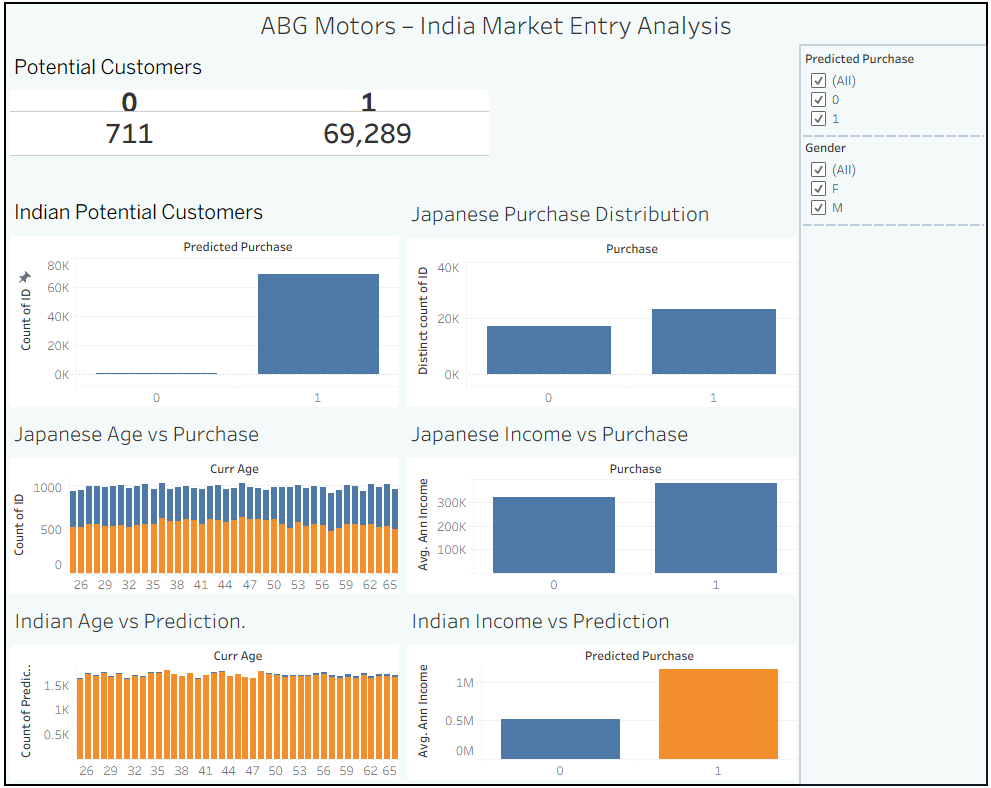 ABG Motors – India Market Entry Analysis
Potential Customers
0 1
711 69,289
Predicted Purchase
(All)
0
1
Gender
(All)
F
M
Indian Potential Customers
Predicted Purchase
Count of ID
80K
60K
40K
20K
0K
0 1
Japanese Purchase Distribution
Purchase
Distinct count of ID
40K
20K
0K
0 1
Japanese Age vs Purchase
Curr Age
Count of ID
1000
500
0
26 29 32 35 38 41 44 47 50 53 56 59 62 65
Japanese Income vs Purchase
Purchase
Avg. Ann Income
300K
200K
100K
0 1
Indian Age vs Prediction.
Curr Age
Count of Predic..
1.5K
1K
0.5K
26 29 32 35 38 41 44 47 50 53 56 59 62 65
Indian Income vs Prediction
Predicted Purchase
Avg. Ann Income
1M
0.5M
0M
0 1